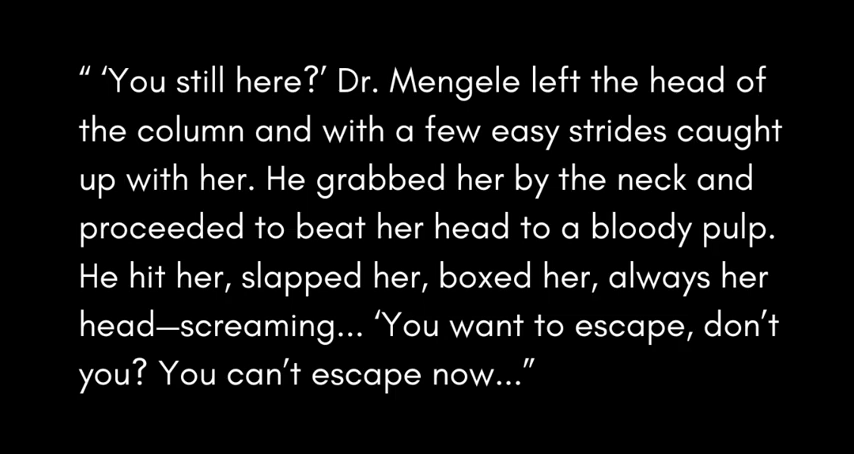 “ ‘You still here?’ Dr. Mengele left the head of
the column and with a few easy strides caught
up with her. He grabbed her by the neck and
proceeded to beat her head to a bloody pulp.
He hit her, slapped her, boxed her, always her
head—screaming... ‘You want to escape, don’t
you? You can’t escape now...”